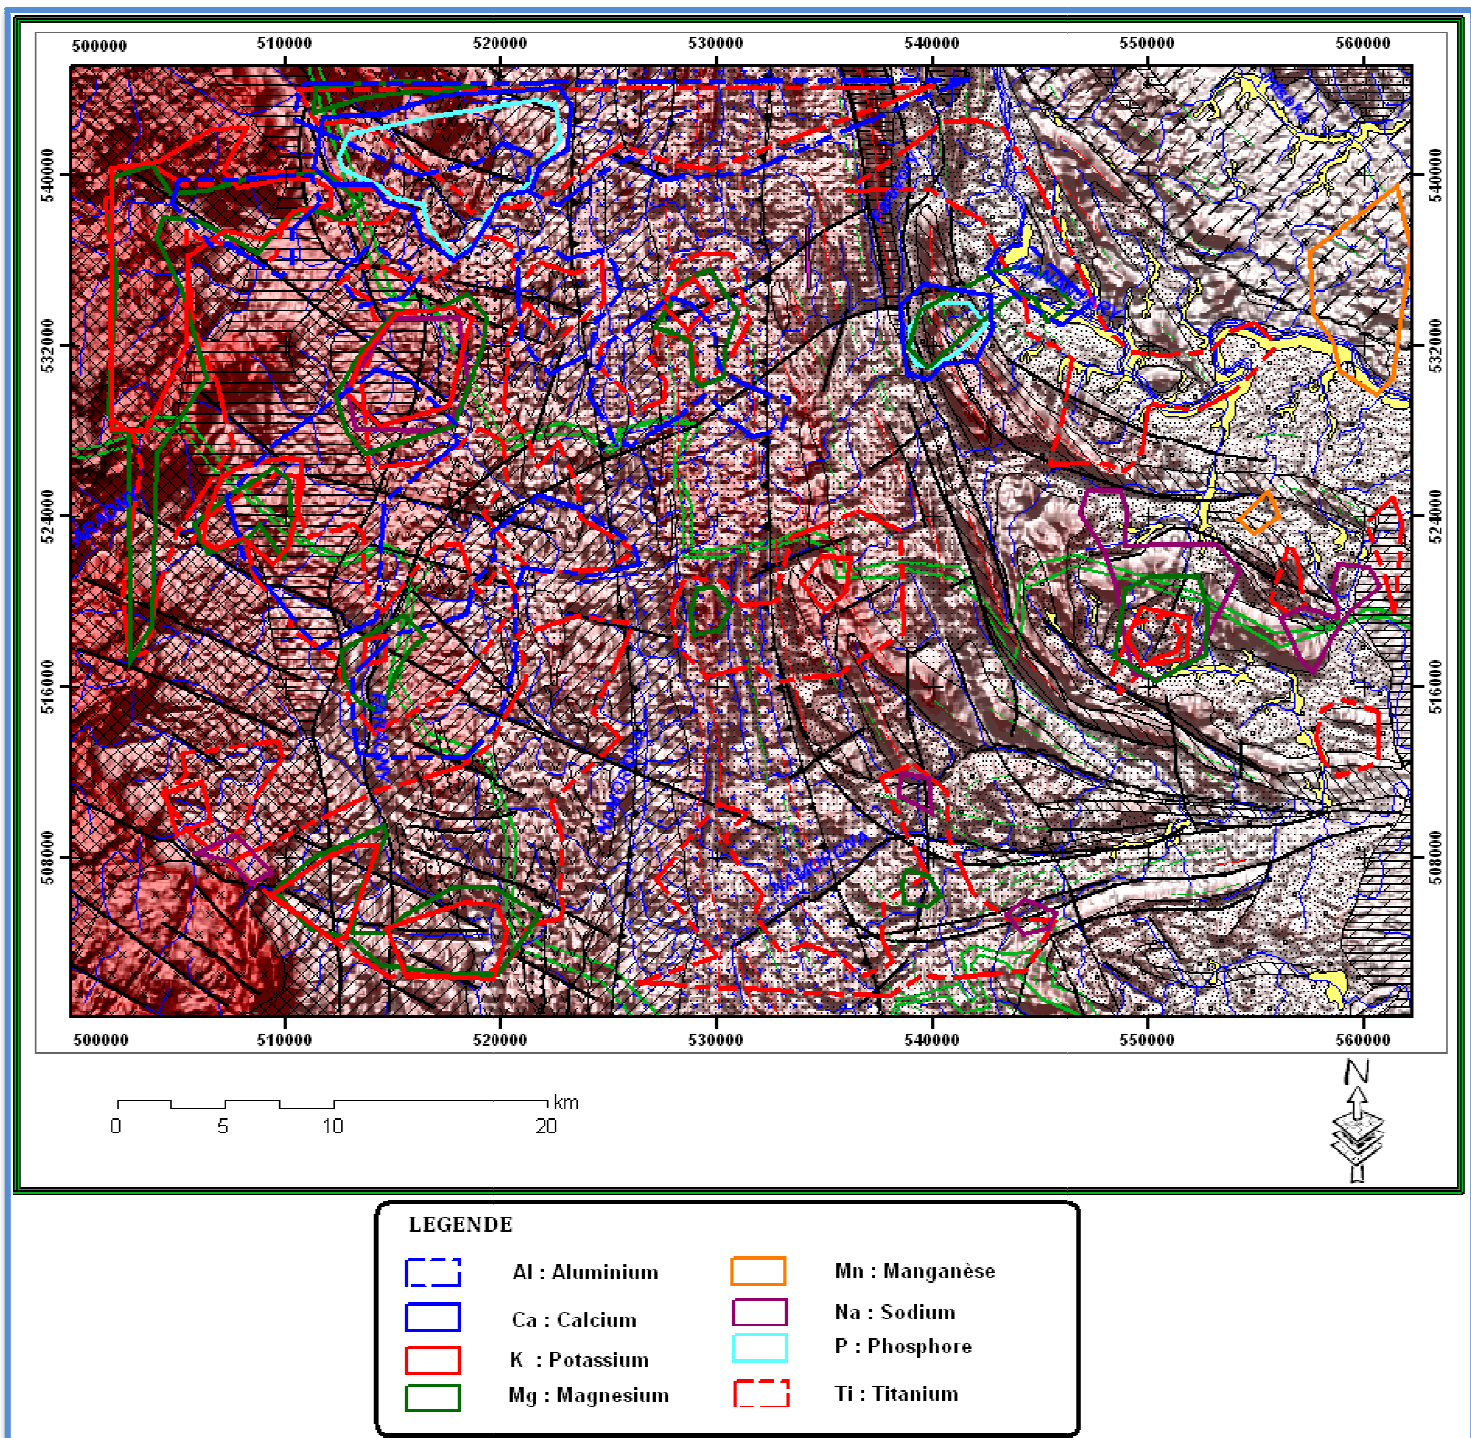 500000 510000 520000 530000 540000 550000 560000
540000 540000
532000 532000
524000 524000
516000 516000
508000 508000
NAMOROGNA
500000 510000 520000 530000 540000 550000 560000
N
km
0 5 10 20
LEGENDE
Al : Aluminium
Ca : Calcium
K : Potassium
Mg : Magnesium
Mn : Manganèse
Na : Sodium
P : Phosphore
Ti : Titanium